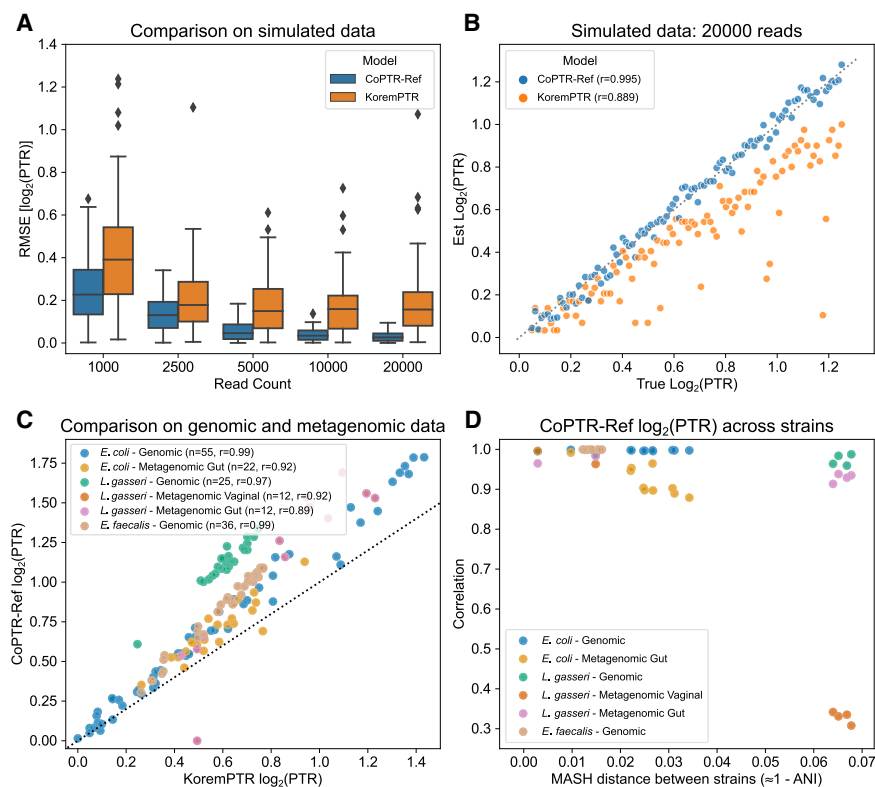 A
Comparison on simulated data
RMSE [log2(PTR)]
1.4
1.2
1.0
0.8
0.6
0.4
0.2
0.0
Model
CoPTR-Ref
KoremPTR
1000
2500
5000
10000
20000
Read Count
B
Simulated data: 20000 reads
Est Log2(PTR)
1.2
1.0
0.8
0.6
0.4
0.2
0.0
Model
CoPTR-Ref (r=0.995)
KoremPTR (r=0.889)
0.0
0.2
0.4
0.6
0.8
1.0
1.2
True Log2(PTR)
C
Comparison on genomic and metagenomic data
CoPTR-Ref log2(PTR)
1.75
1.50
1.25
1.00
0.75
0.50
0.25
0.00
E. coli - Genomic (n=55, r=0.99)
E. coli - Metagenomic Gut (n=22, r=0.92)
L. gasseri - Genomic (n=25, r=0.97)
L. gasseri - Metagenomic Vaginal (n=12, r=0.92)
L. gasseri - Metagenomic Gut (n=12, r=0.89)
E. faecalis - Genomic (n=36, r=0.99)
0.0
0.2
0.4
0.6
0.8
1.0
1.2
1.4
KoremPTR log2(PTR)
D
CoPTR-Ref log2(PTR) across strains
Correlation
1.0
0.9
0.8
0.7
0.6
0.5
0.4
0.3
E. coli - Genomic
E. coli - Metagenomic Gut
L. gasseri - Genomic
L. gasseri - Metagenomic Vaginal
L. gasseri - Metagenomic Gut
E. faecalis - Genomic
0.00
0.01
0.02
0.03
0.04
0.05
0.06
0.07
MASH distance between strains (≈1 - ANI)